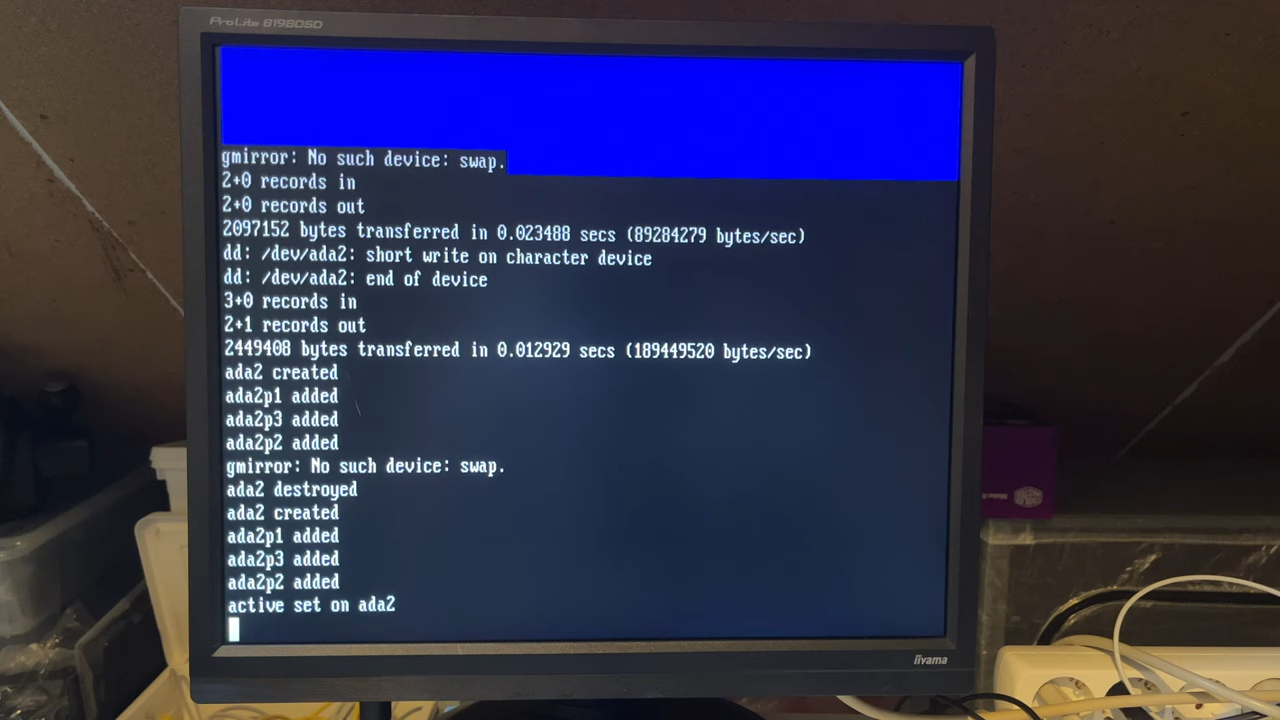 ProLite B1980SD
gmirror: No such device: swap.
2+0 records in
2+0 records out
2097152 bytes transferred in 0.023488 secs (89284279 bytes/sec)
dd: /dev/ada2: short write on character device
dd: /dev/ada2: end of device
3+0 records in
2+1 records out
2449408 bytes transferred in 0.012929 secs (189449520 bytes/sec)
ada2 created
ada2p1 added
ada2p3 added
ada2p2 added
gmirror: No such device: swap.
ada2 destroyed
ada2 created
ada2p1 added
ada2p3 added
ada2p2 added
active set on ada2
iiyama